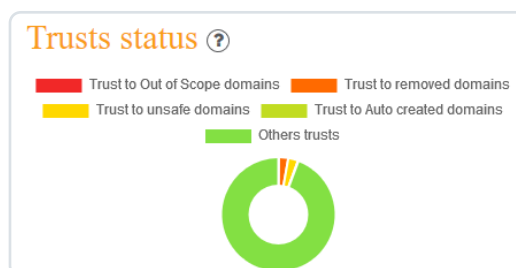 Trusts status ?
Trust to Out of Scope domains Trust to removed domains
Trust to unsafe domains Trust to Auto created domains
Others trusts